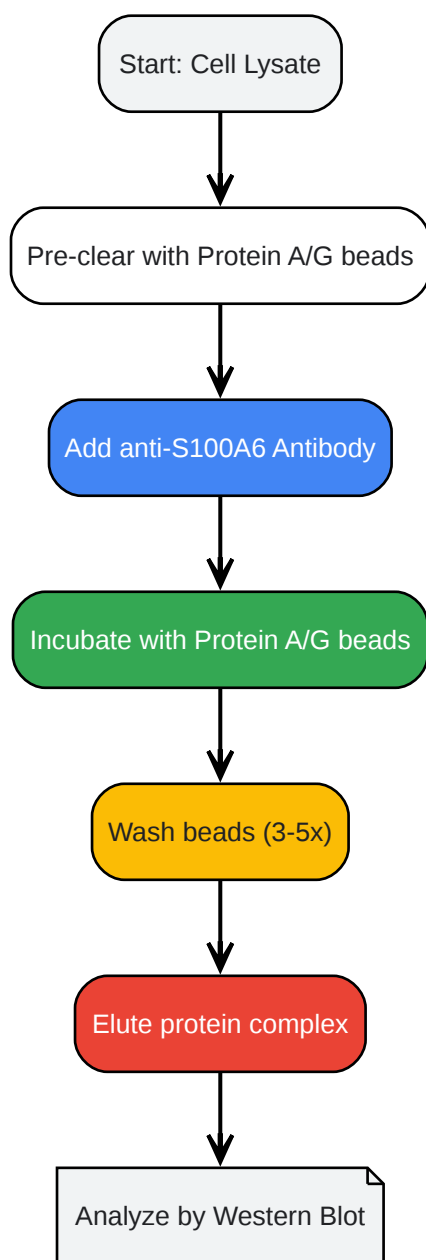 Start: Cell Lysate
Pre-clear with Protein A/G beads
Add anti-S100A6 Antibody
Incubate with Protein A/G beads
Wash beads (3-5x)
Elute protein complex
Analyze by Western Blot